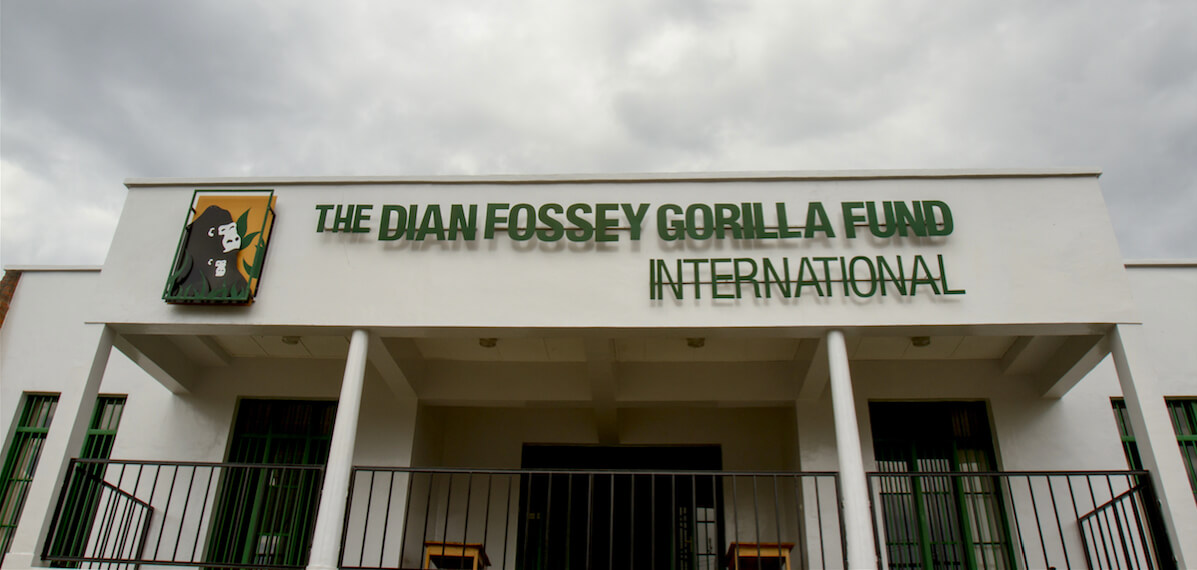 THE DIAN FOSSEY GORILLA FUND
INTERNATIONAL